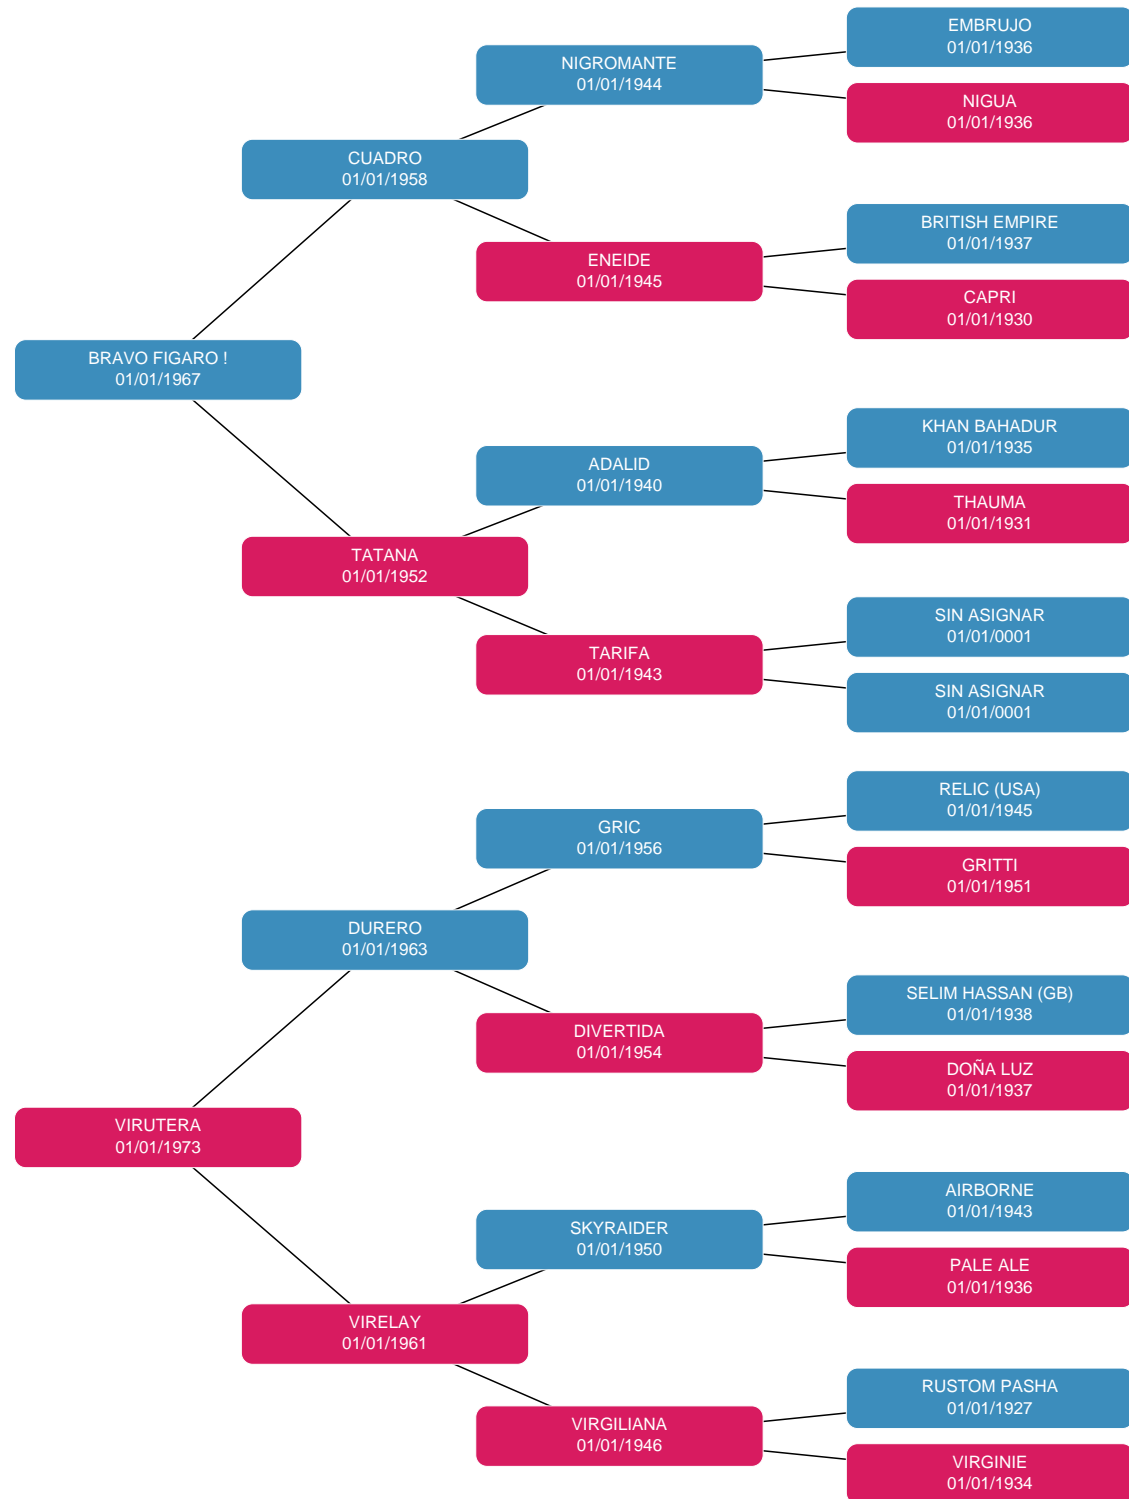 EMBRUJO
01/01/1936
NIGROMANTE
01/01/1944
NIGUA
01/01/1936
CUADRO
01/01/1958
BRITISH EMPIRE
01/01/1937
ENEIDE
01/01/1945
CAPRI
01/01/1930
BRAVO FIGARO !
01/01/1967
KHAN BAHADUR
01/01/1935
ADALID
01/01/1940
THAUMA
01/01/1931
TATANA
01/01/1952
SIN ASIGNAR
01/01/0001
TARIFA
01/01/1943
SIN ASIGNAR
01/01/0001
RELIC (USA)
01/01/1945
GRIC
01/01/1956
GRITTI
01/01/1951
DURERO
01/01/1963
SELIM HASSAN (GB)
01/01/1938
DIVERTIDA
01/01/1954
DOÑA LUZ
01/01/1937
VIRUTERA
01/01/1973
AIRBORNE
01/01/1943
SKYRAIDER
01/01/1950
PALE ALE
01/01/1936
VIRELAY
01/01/1961
RUSTOM PASHA
01/01/1927
VIRGILIANA
01/01/1946
VIRGINIE
01/01/1934